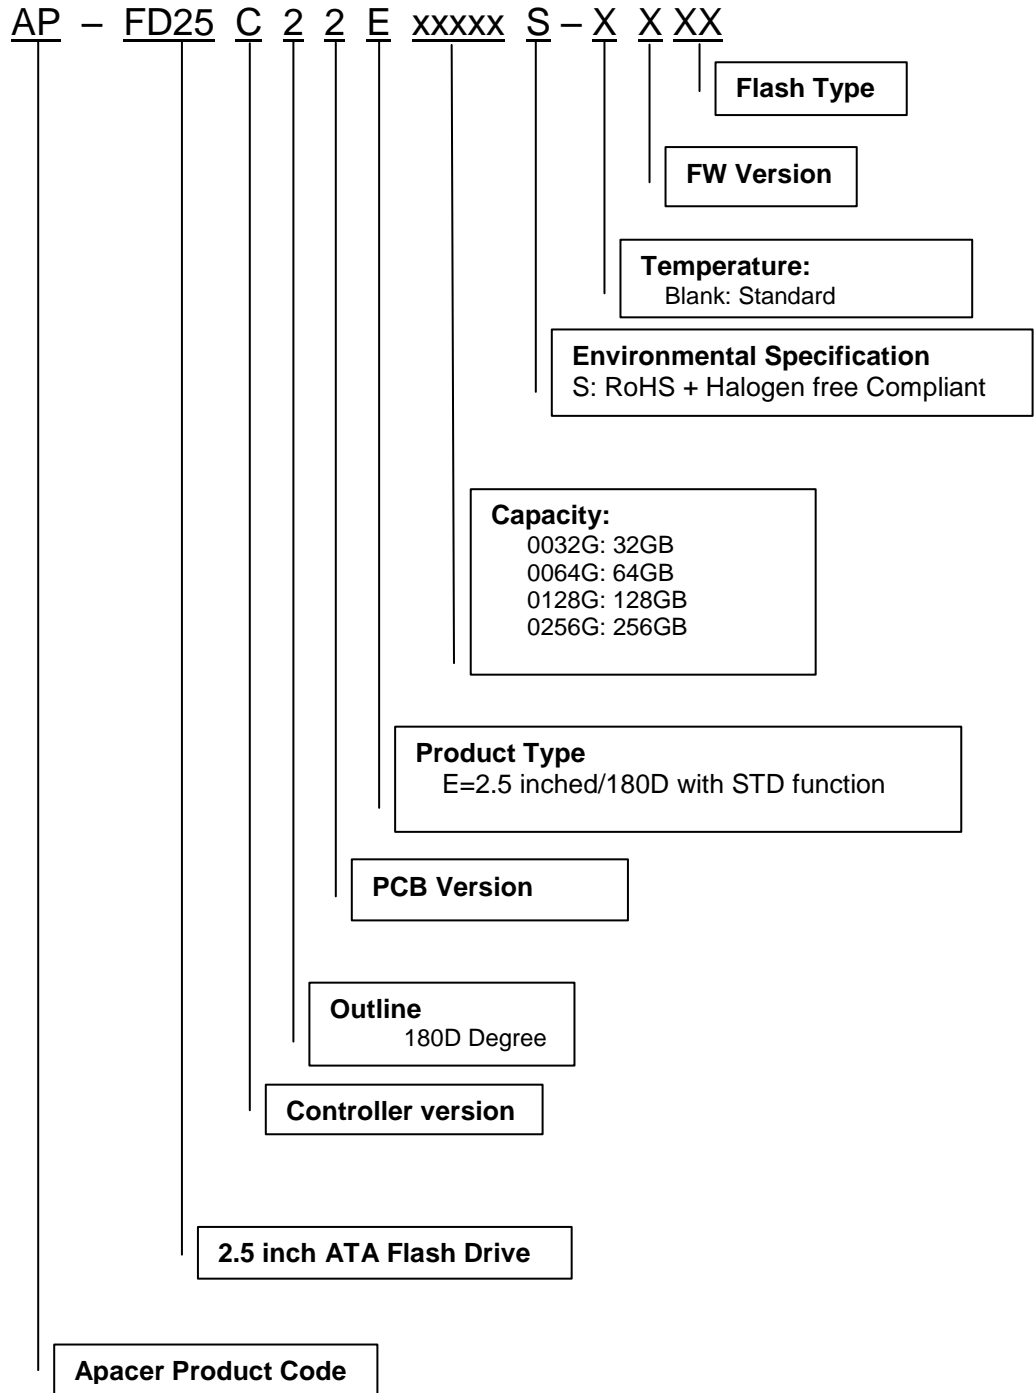 AP – FD25 C 2 2 E xxxxx S – X X XX
Flash Type
FW Version
Temperature:
Blank: Standard
Environmental Specification
S: RoHS + Halogen free Compliant
Capacity:
0032G: 32GB
0064G: 64GB
0128G: 128GB
0256G: 256GB
Product Type
E=2.5 inched/180D with STD function
PCB Version
Outline
180D Degree
Controller version
2.5 inch ATA Flash Drive
Apacer Product Code